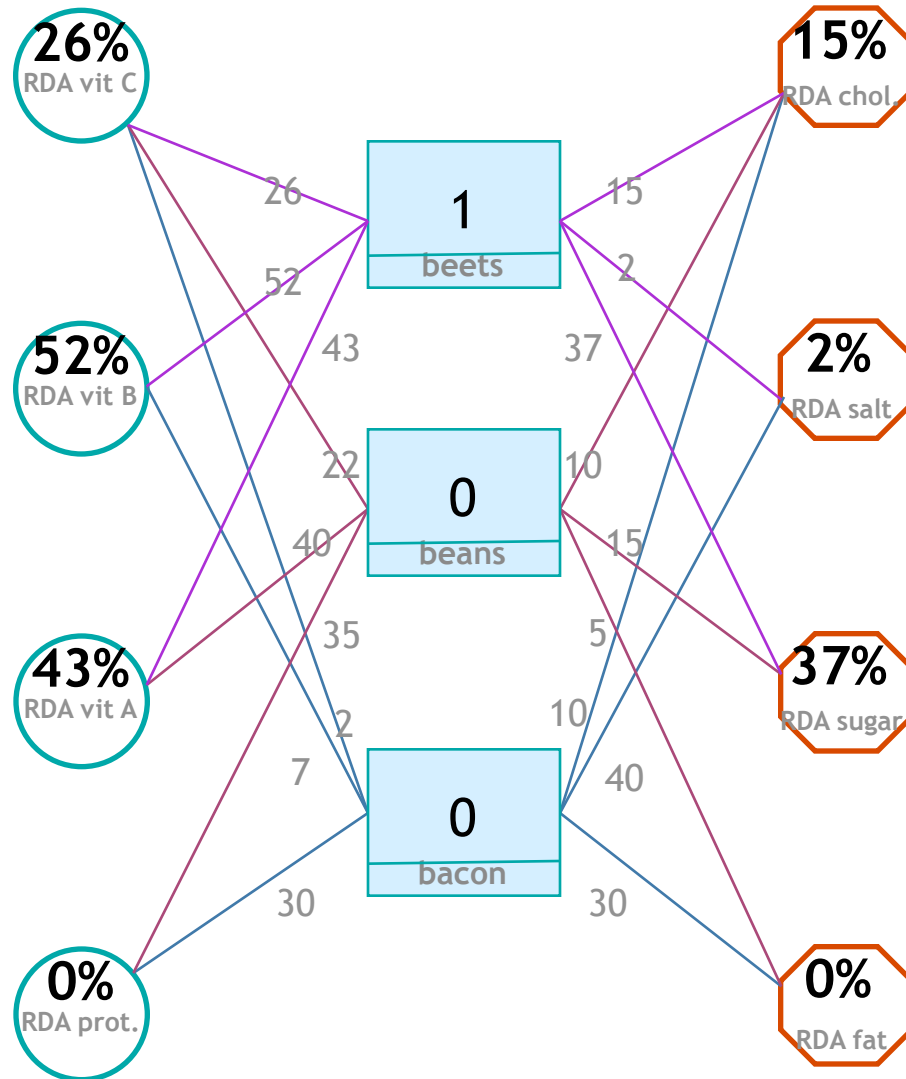 26%
RDA vit C
15%
RDA chol.
26
15
1
beets
52
2
43
37
52%
RDA vit B
2%
RDA salt
22
10
0
beans
40
15
35
5
43%
RDA vit A
37%
RDA sugar
2
10
7
40
0
bacon
30
30
0%
RDA prot.
0%
RDA fat